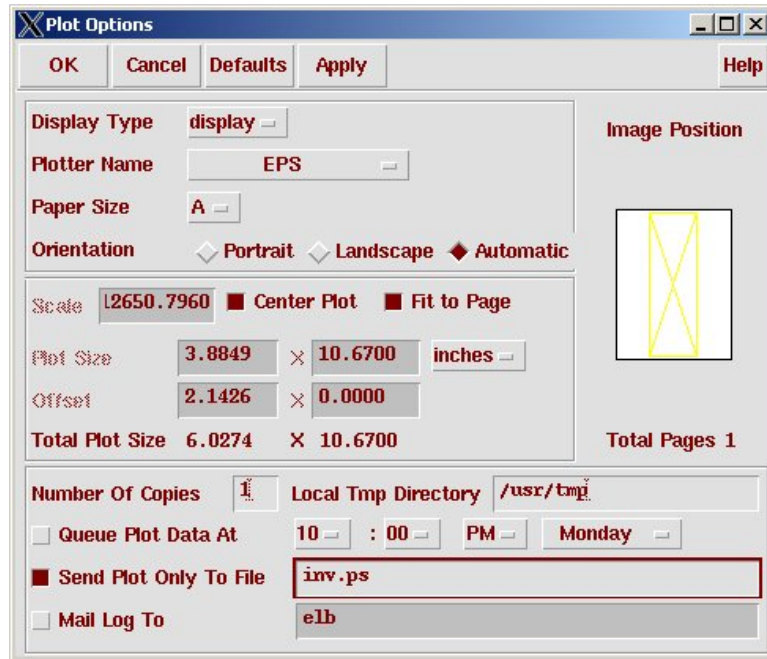 Plot Options
OK Cancel Defaults Apply Help
Display Type display
Plotter Name EPS
Paper Size A
Orientation Portrait Landscape Automatic
Image Position
Scale 12650.7960 Center Plot Fit to Page
Plot Size 3.8849 X 10.6700 inches
Offset 2.1426 X 0.0000
Total Plot Size 6.0274 X 10.6700
Total Pages 1
Number Of Copies 1 Local Tmp Directory /usr/tmp
Queue Plot Data At 10 : 00 PM Monday
Send Plot Only To File inv.ps
Mail Log To elb